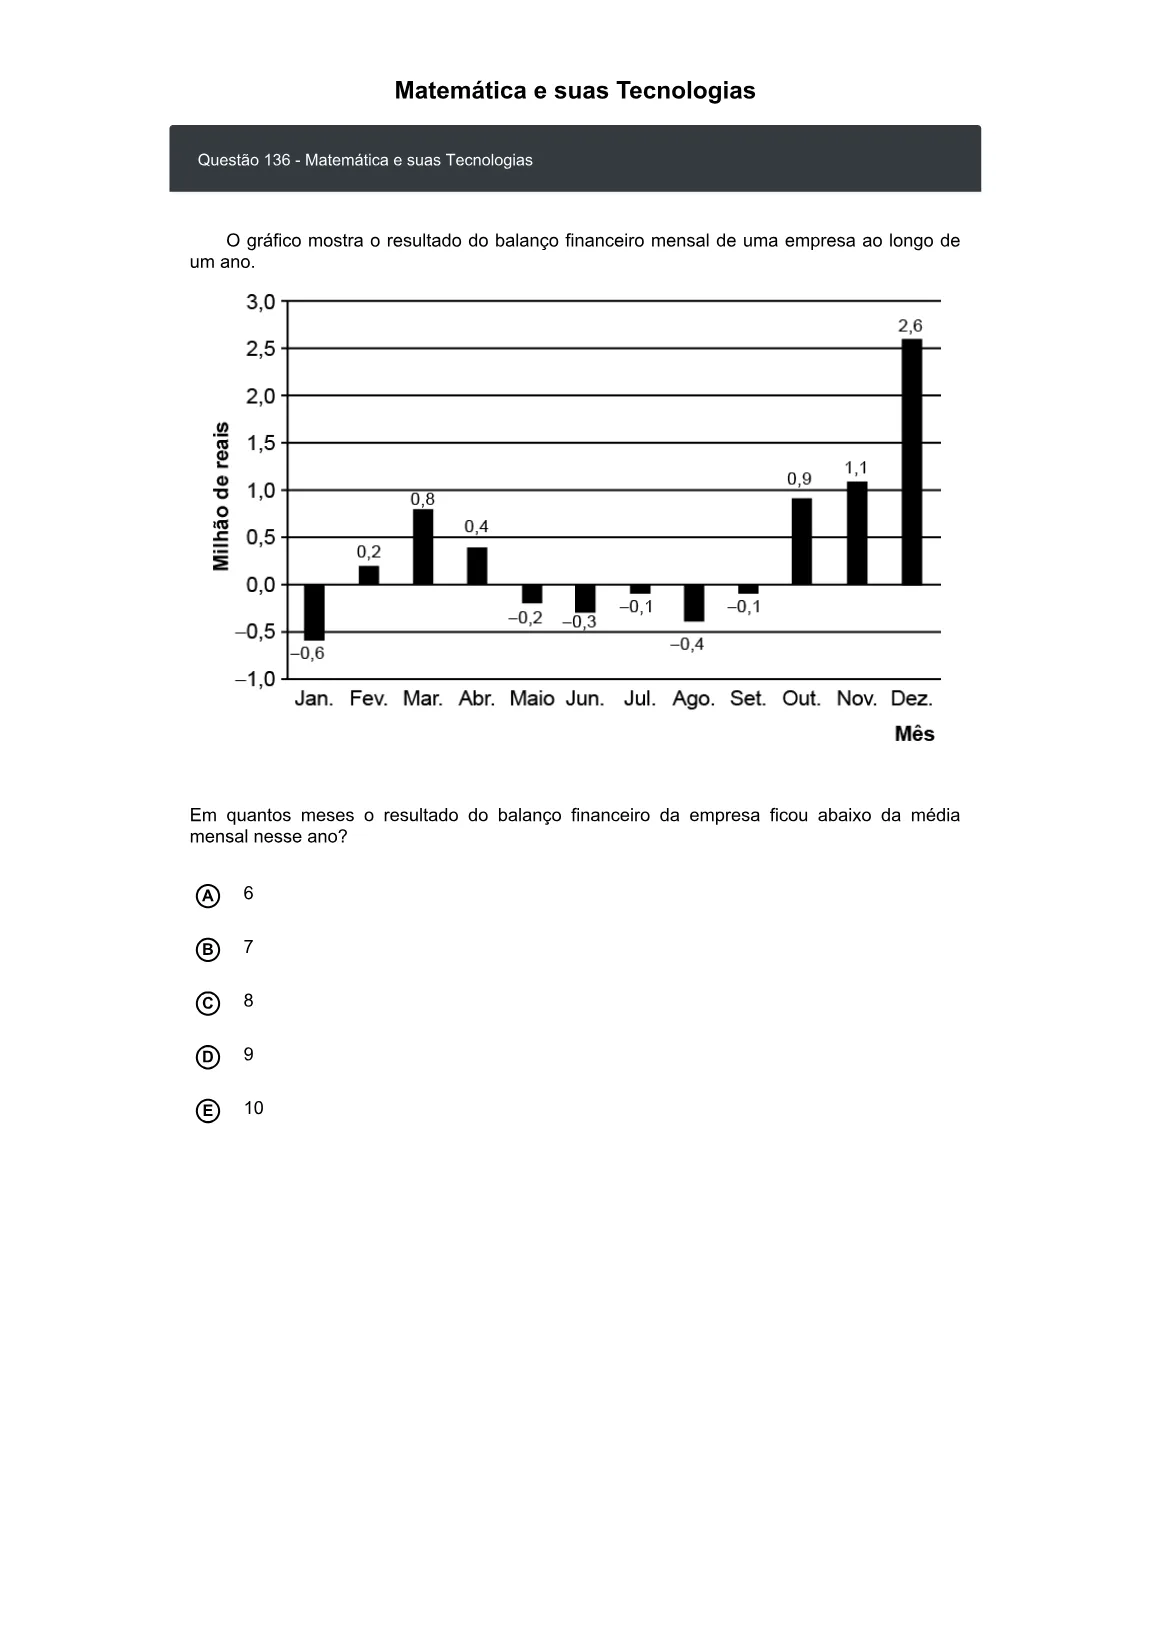 Matemática e suas Tecnologias
Questão 136 - Matemática e suas Tecnologias
O gráfico mostra o resultado do balanço financeiro mensal de uma empresa ao longo de
um ano.
3,0
2,6
2,5
2,0
1,5
1,1
0,9
1,0
0,8
0,4
0,5
0,2
0,0
–0,2
–0,3
–0,1
–0,1
–0,5
–0,4
–0,6
–1,0
Milhão de reais
Jan. Fev. Mar. Abr. Maio Jun. Jul. Ago. Set. Out. Nov. Dez.
Mês
Em quantos meses o resultado do balanço financeiro da empresa ficou abaixo da média
mensal nesse ano?
A 6
B 7
C 8
D 9
E 10